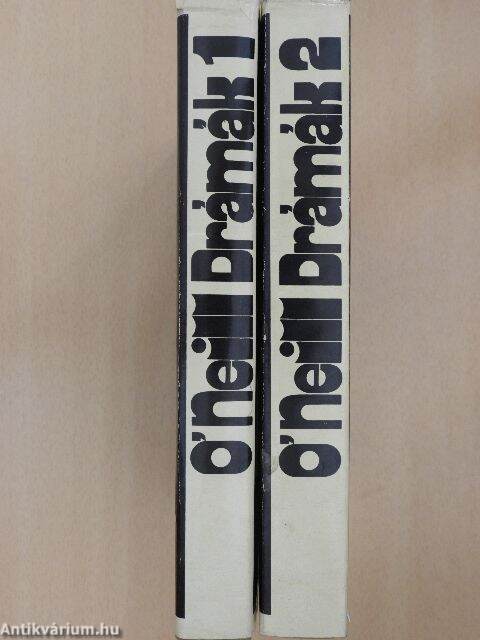 O'Neill Drámák 1
O'Neill Drámák 2
Antikvárium.hu